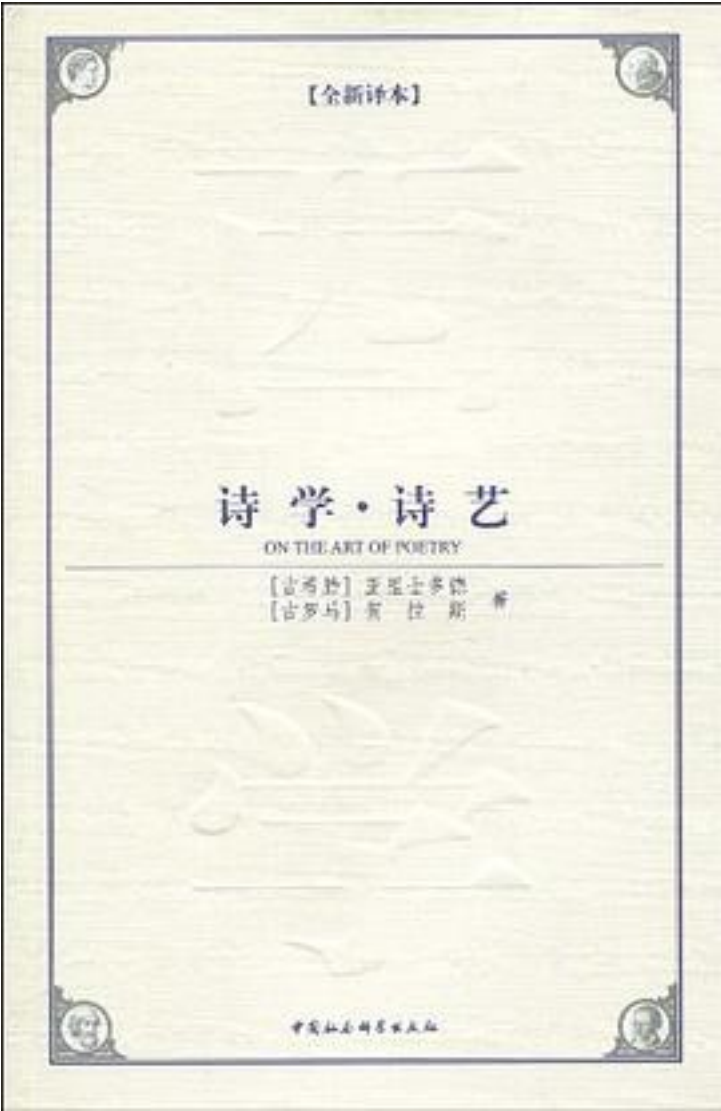 【全新译本】
诗学·诗艺
ON THE ART OF POETRY
[古希腊] 亚里士多德
[古罗马] 贺拉斯 著
中国社会科学出版社